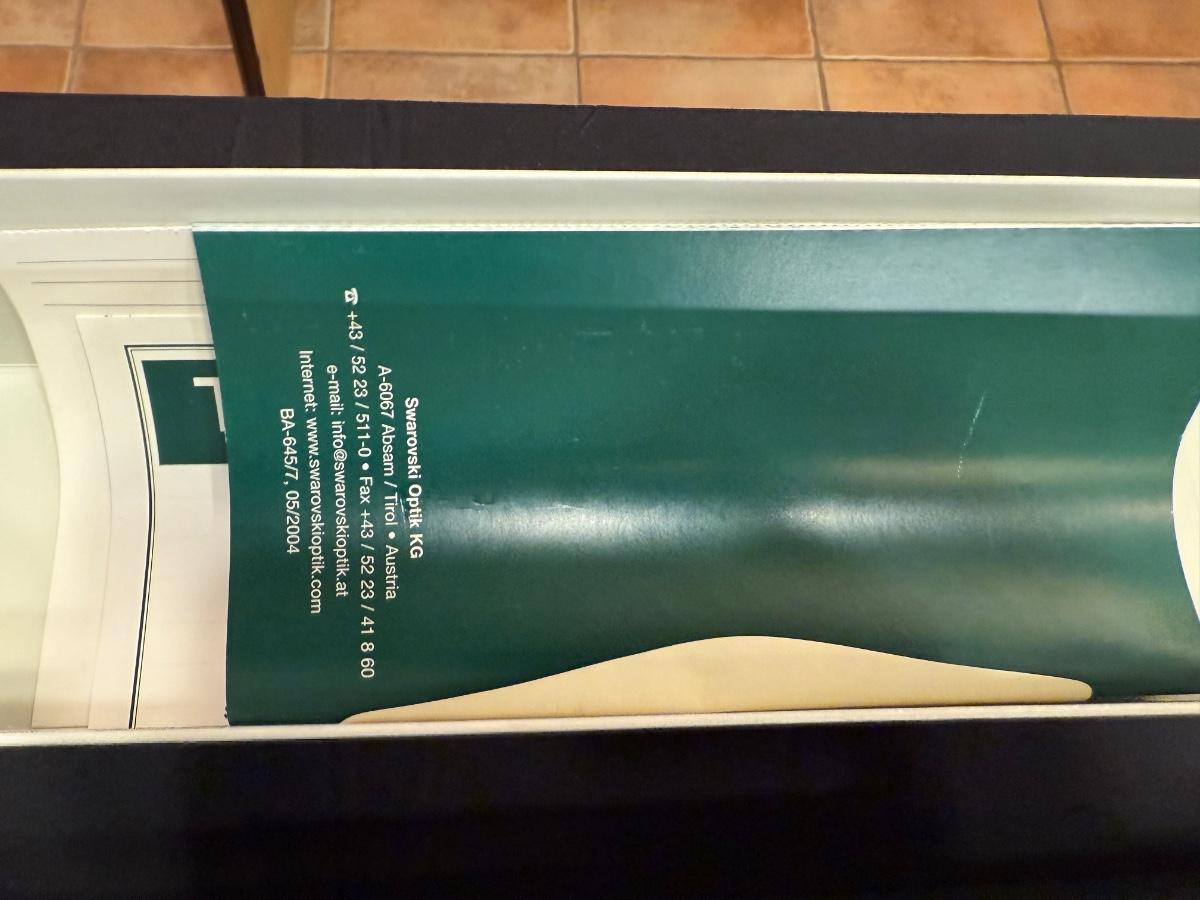 Swarovski Optik KG
A-6067 Absam / Tirol • Austria
☎ +43 / 52 23 / 511-0 • Fax +43 / 52 23 / 41 8 60
e-mail: info@swarovskioptik.at
Internet: www.swarovskioptik.com
BA-645/7, 05/2004